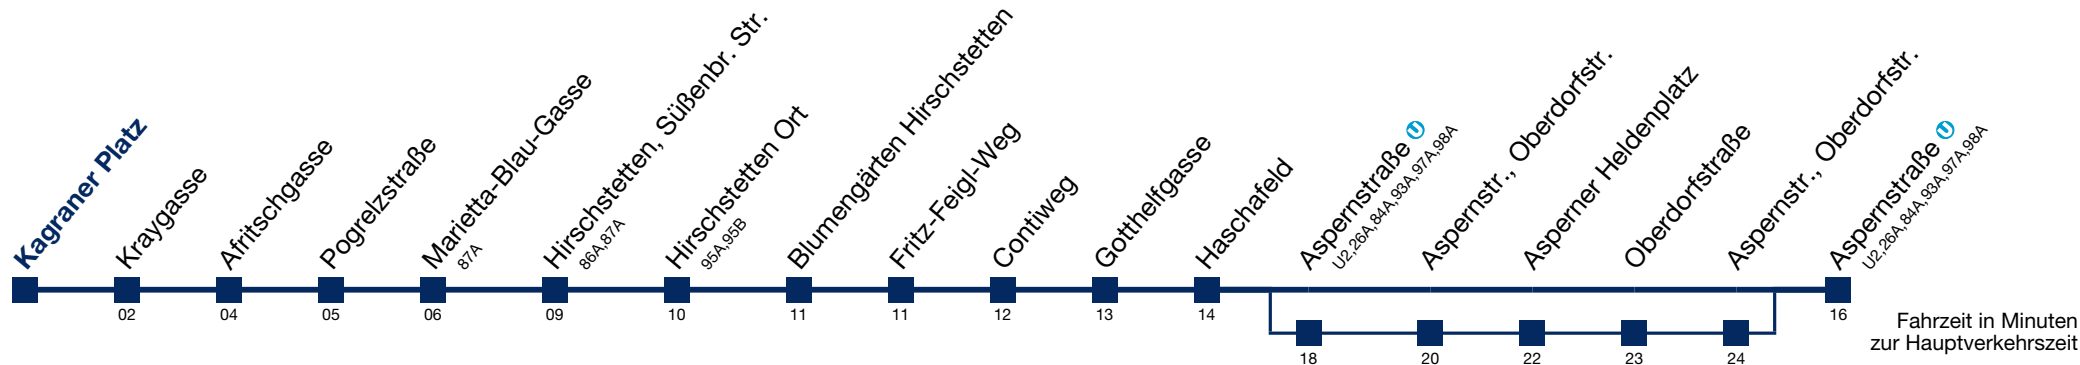 Kagraner Platz
Kraygasse
Afritschgasse
Pogrelzstraße
Marietta-Blau-Gasse
87A
Hirschstetten, Süßenbr. Str.
86A,87A
Hirschstetten Ort
95A,95B
Blumengärten Hirschstetten
Fritz-Feigl-Weg
Contiweg
Gotthelfgasse
Haschafeld
Aspernstraße U
U2,26A,84A,93A,97A,98A
Aspernstr., Oberdorfstr.
Asperner Heldenplatz
Oberdorfstraße
Aspernstr., Oberdorfstr.
Aspernstraße U
U2,26A,84A,93A,97A,98A
02 04 05 06 09 10 11 11 12 13 14 16
18 20 22 23 24
Fahrzeit in Minuten
zur Hauptverkehrszeit